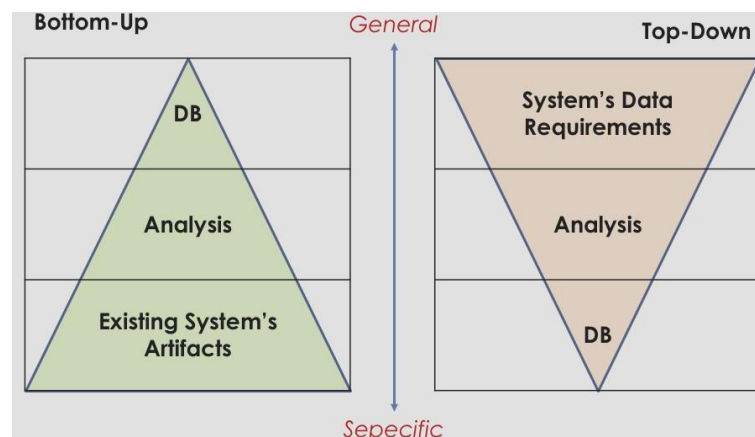 Bottom-Up
General
Top-Down
DB
Analysis
Existing System's
Artifacts
System's Data
Requirements
Analysis
DB
Sepecific